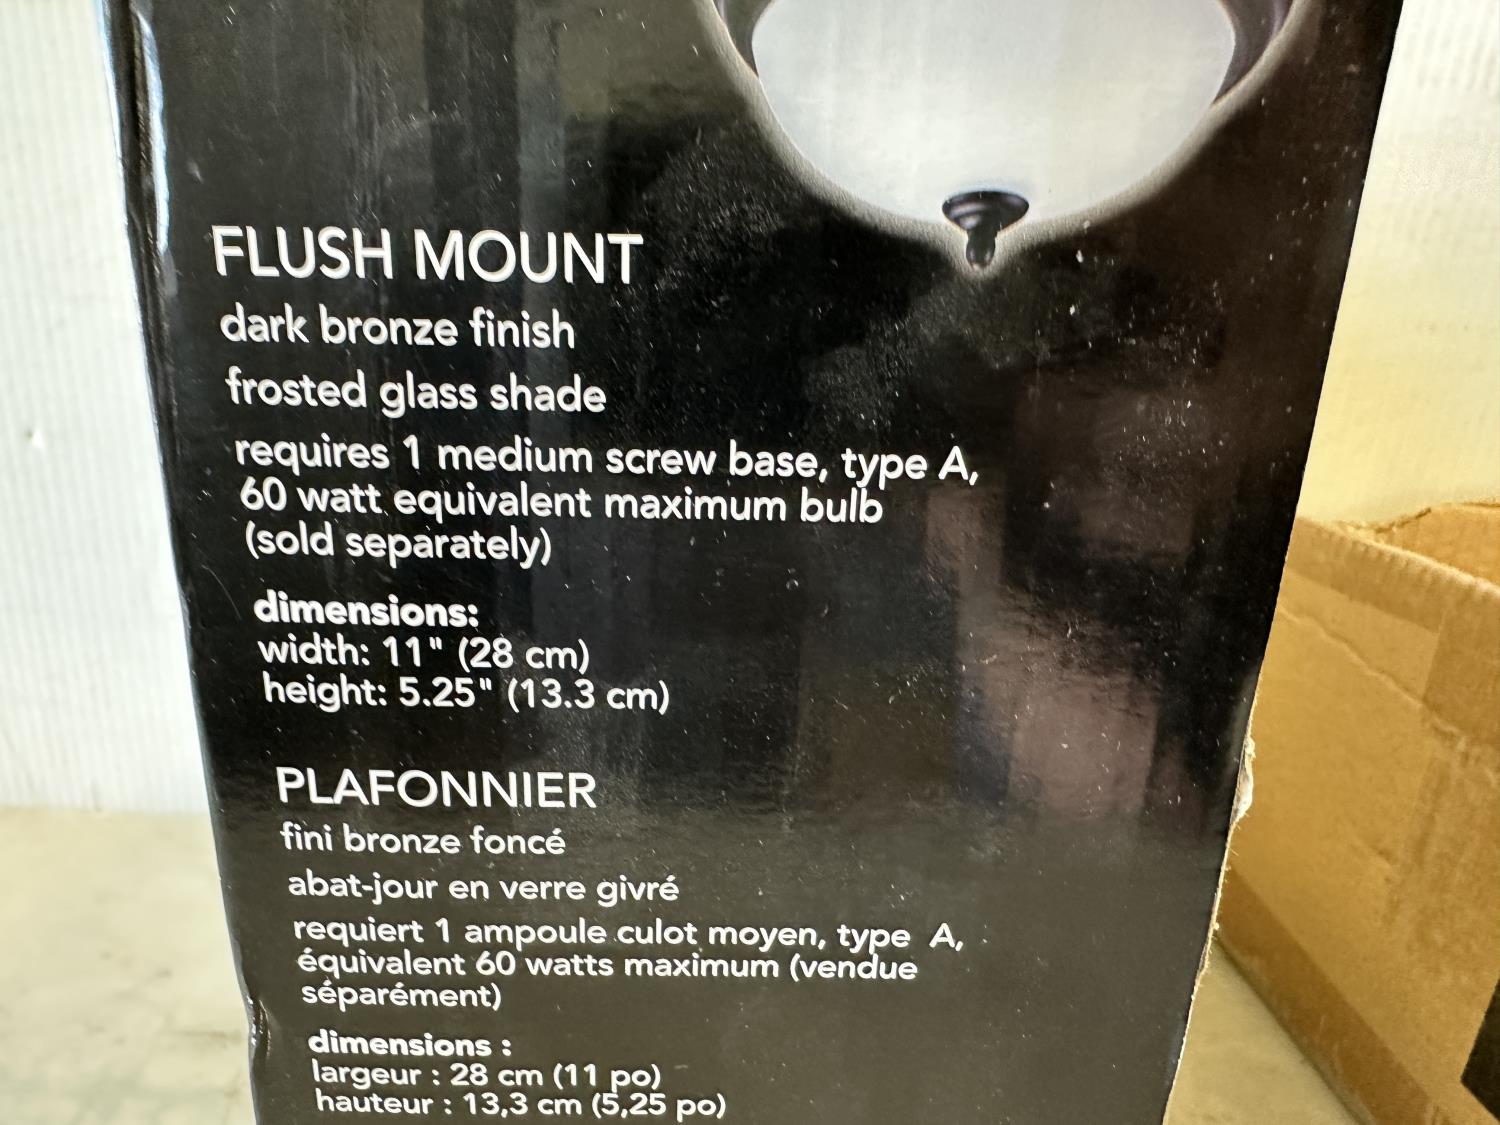 FLUSH MOUNT
dark bronze finish
frosted glass shade
requires 1 medium screw base, type A,
60 watt equivalent maximum bulb
(sold separately)
dimensions:
width: 11" (28 cm)
height: 5.25" (13.3 cm)
PLAFONNIER
fini bronze foncé
abat-jour en verre givré
requiert 1 ampoule culot moyen, type A,
équivalent 60 watts maximum (vendue
séparément)
dimensions :
largeur : 28 cm (11 po)
hauteur : 13,3 cm (5,25 po)